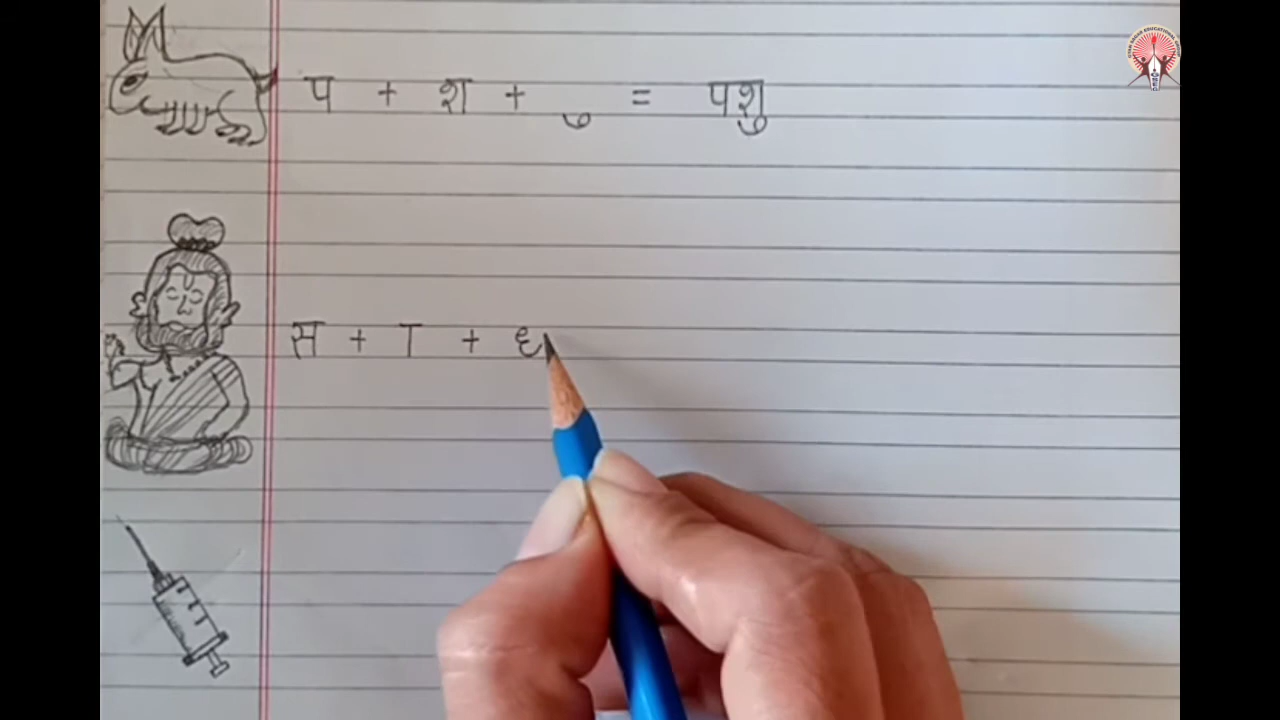 प + श + ु = पशु
स + ा + ध